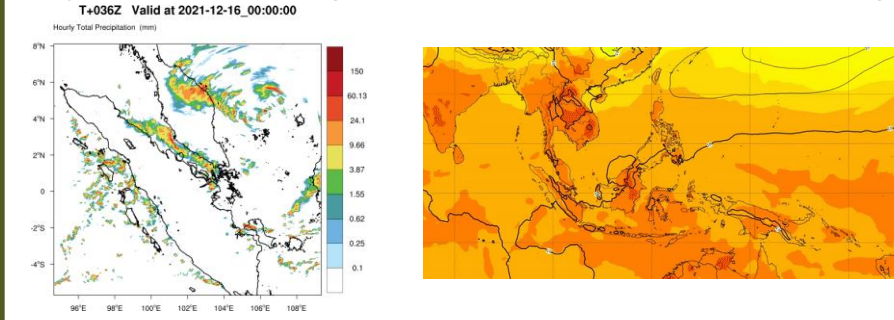 T+036Z Valid at 2021-12-16_00:00:00
Hourly Total Precipitation (mm)
8°N
6°N
4°N
2°N
0
-2°S
-4°S
96°E 98°E 100°E 102°E 104°E 106°E 108°E
150
60.13
24.1
9.66
3.87
1.55
0.62
0.25
0.1